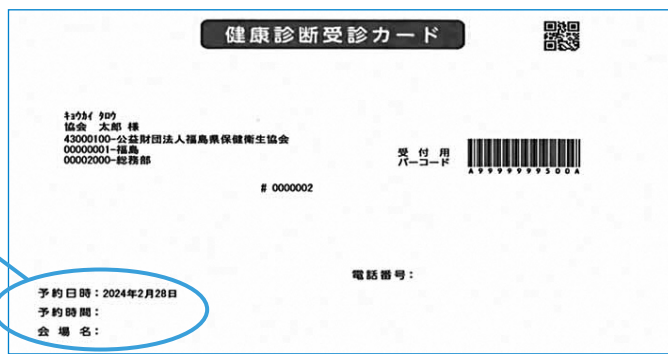 健康診断受診カード
キョウカイ タロウ
協会 太郎 様
43000100-公益財団法人福島県保健衛生協会
00000001-福島
00002000-総務部
受付用
バーコード
A9999999500A
# 0000002
電話番号:
予約日時:2024年2月28日
予約時間:
会場名: